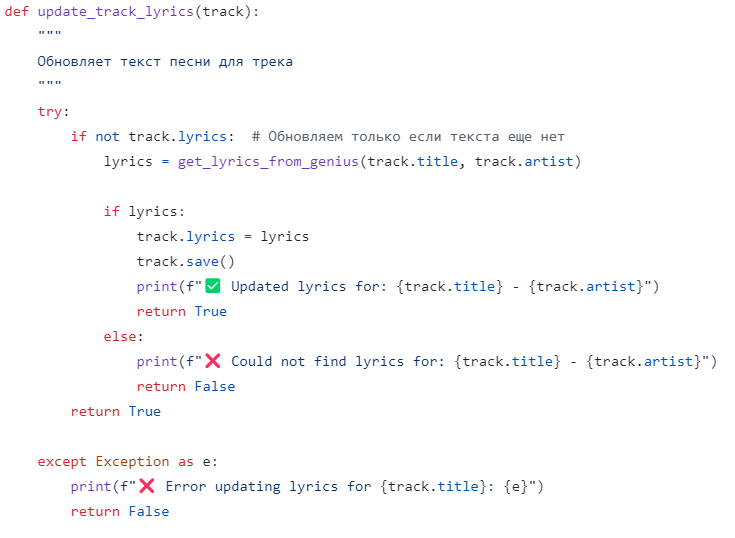 def update_track_lyrics(track):
    """
    Обновляет текст песни для трека
    """
    try:
        if not track.lyrics:  # Обновляем только если текста еще нет
            lyrics = get_lyrics_from_genius(track.title, track.artist)

            if lyrics:
                track.lyrics = lyrics
                track.save()
                print(f"✅ Updated lyrics for: {track.title} - {track.artist}")
                return True
            else:
                print(f"❌ Could not find lyrics for: {track.title} - {track.artist}")
                return False
        return True

    except Exception as e:
        print(f"❌ Error updating lyrics for {track.title}: {e}")
        return False